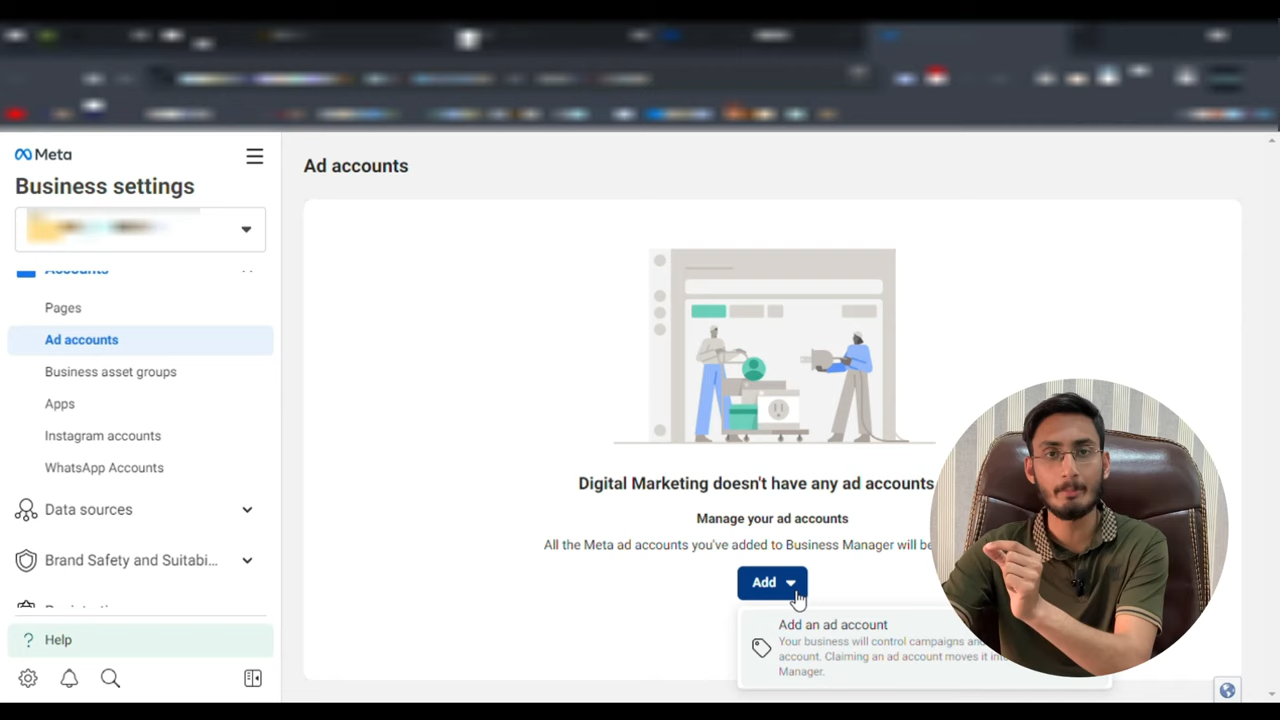 Meta
Business settings
Accounts
Pages
Ad accounts
Business asset groups
Apps
Instagram accounts
WhatsApp Accounts
Data sources
Brand Safety and Suitabi...
? Help
Ad accounts
Digital Marketing doesn't have any ad accounts
Manage your ad accounts
All the Meta ad accounts you've added to Business Manager will be
Add
Add an ad account
Your business will control campaigns
account. Claiming an ad account moves it
Manager.